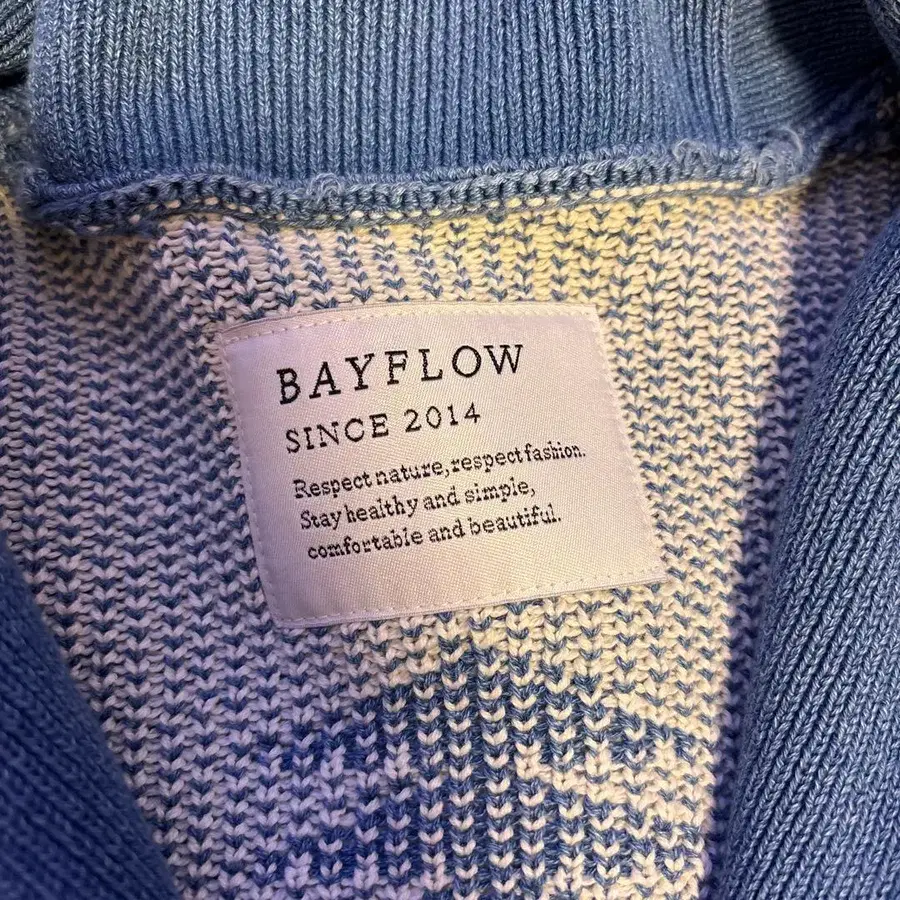 BAYFLOW
SINCE 2014
Respect nature, respect fashion.
Stay healthy and simple,
comfortable and beautiful.